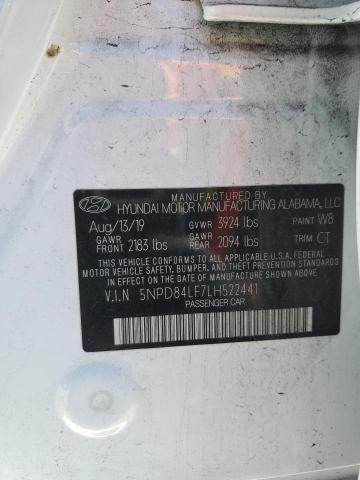 MANUFACTURED BY
HYUNDAI MOTOR MANUFACTURING ALABAMA, LLC
Aug/13/19 GVWR 3924 lbs PAINT W8
GAWR FRONT 2183 lbs GAWR REAR 2094 lbs TRIM CT
THIS VEHICLE CONFORMS TO ALL APPLICABLE U.S.A FEDERAL
MOTOR VEHICLE SAFETY, BUMPER, AND THEFT PREVENTION
STANDARDS IN EFFECT ON THE DATE OF MANUFACTURE SHOWN ABOVE.
V.I.N 5NPD84LF7LH522441
PASSENGER CAR